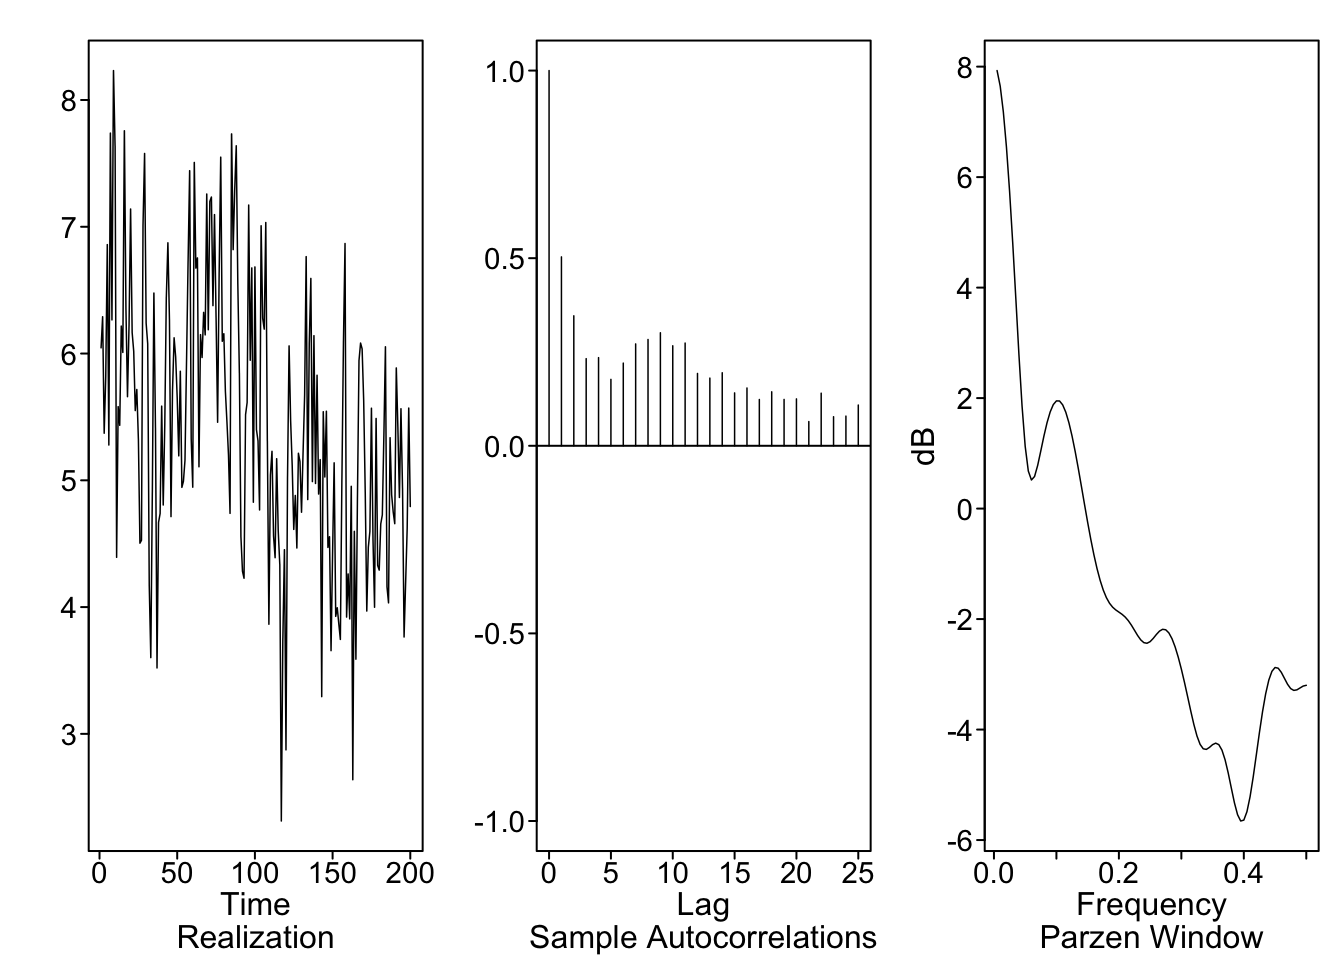 8
7
6
5
4
3
0 50 100 150 200
Time
Realization
1.0
0.5
0.0
-0.5
-1.0
0 5 10 15 20 25
Lag
Sample Autocorrelations
dB
8
6
4
2
0
-2
-4
-6
0.0 0.2 0.4
Frequency
Parzen Window